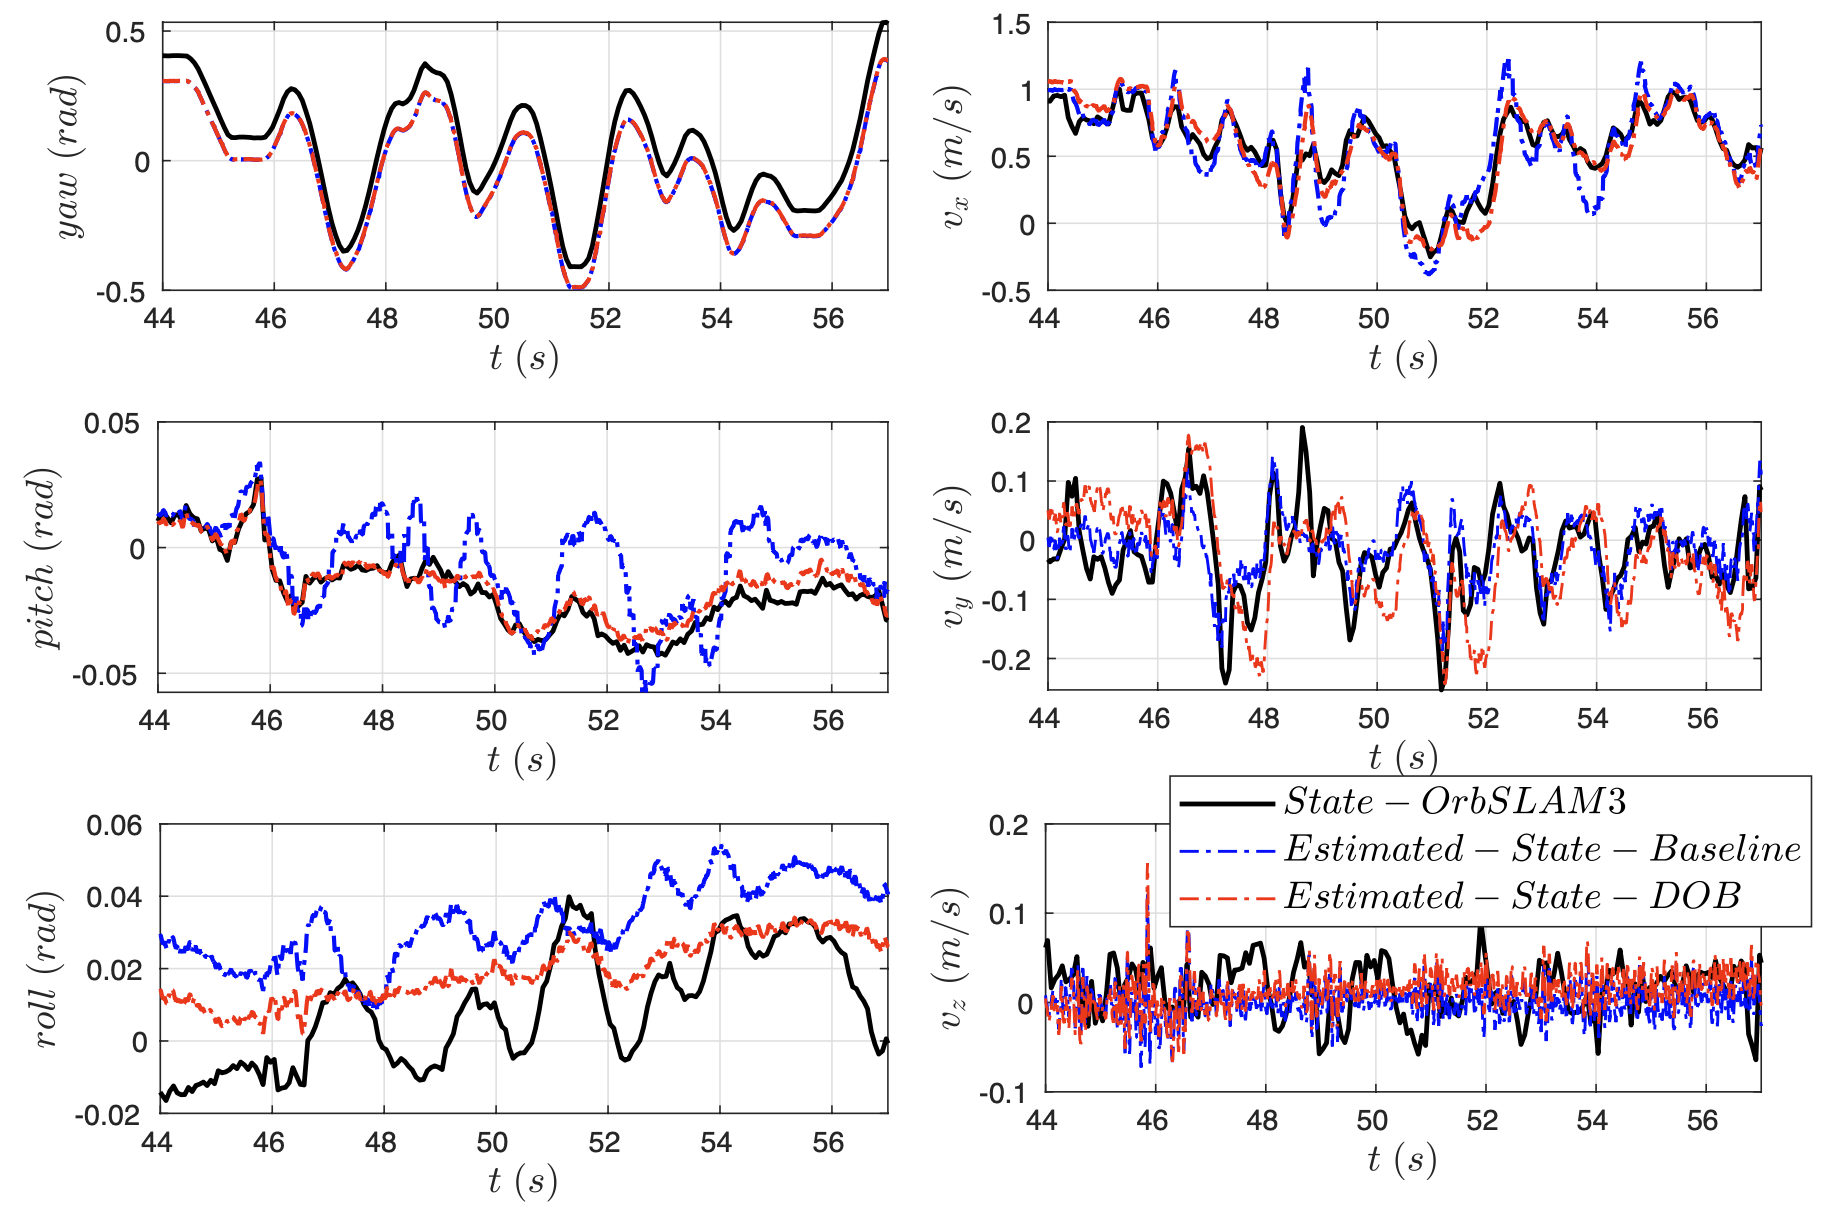 0.5
0
-0.5
44 46 48 50 52 54 56
yaw (rad)
t (s)
1.5
1
0.5
0
-0.5
44 46 48 50 52 54 56
v_x (m/s)
t (s)
0.05
0
-0.05
44 46 48 50 52 54 56
pitch (rad)
t (s)
0.2
0.1
0
-0.1
-0.2
44 46 48 50 52 54 56
v_y (m/s)
t (s)
0.06
0.04
0.02
0
-0.02
44 46 48 50 52 54 56
roll (rad)
t (s)
State − OrbSLAM3
Estimated − State − Baseline
Estimated − State − DOB
0.2
0.1
0
-0.1
44 46 48 50 52 54 56
v_z (m/s)
t (s)